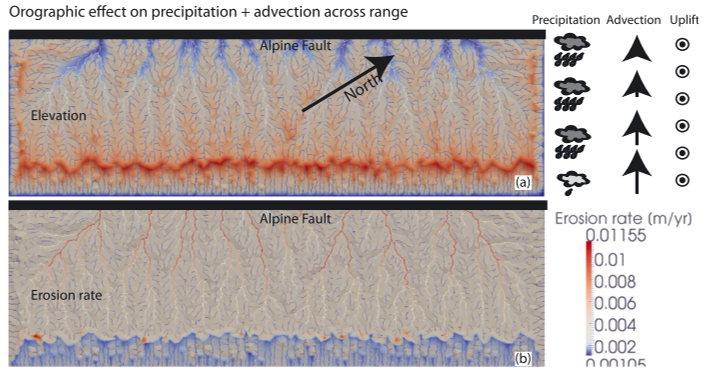 Orographic effect on precipitation + advection across range
Precipitation Advection Uplift
Alpine Fault
North
Elevation
(a)
Alpine Fault
Erosion rate
(b)
Erosion rate (m/yr)
0.01155
0.01
0.008
0.006
0.004
0.002
0.00105